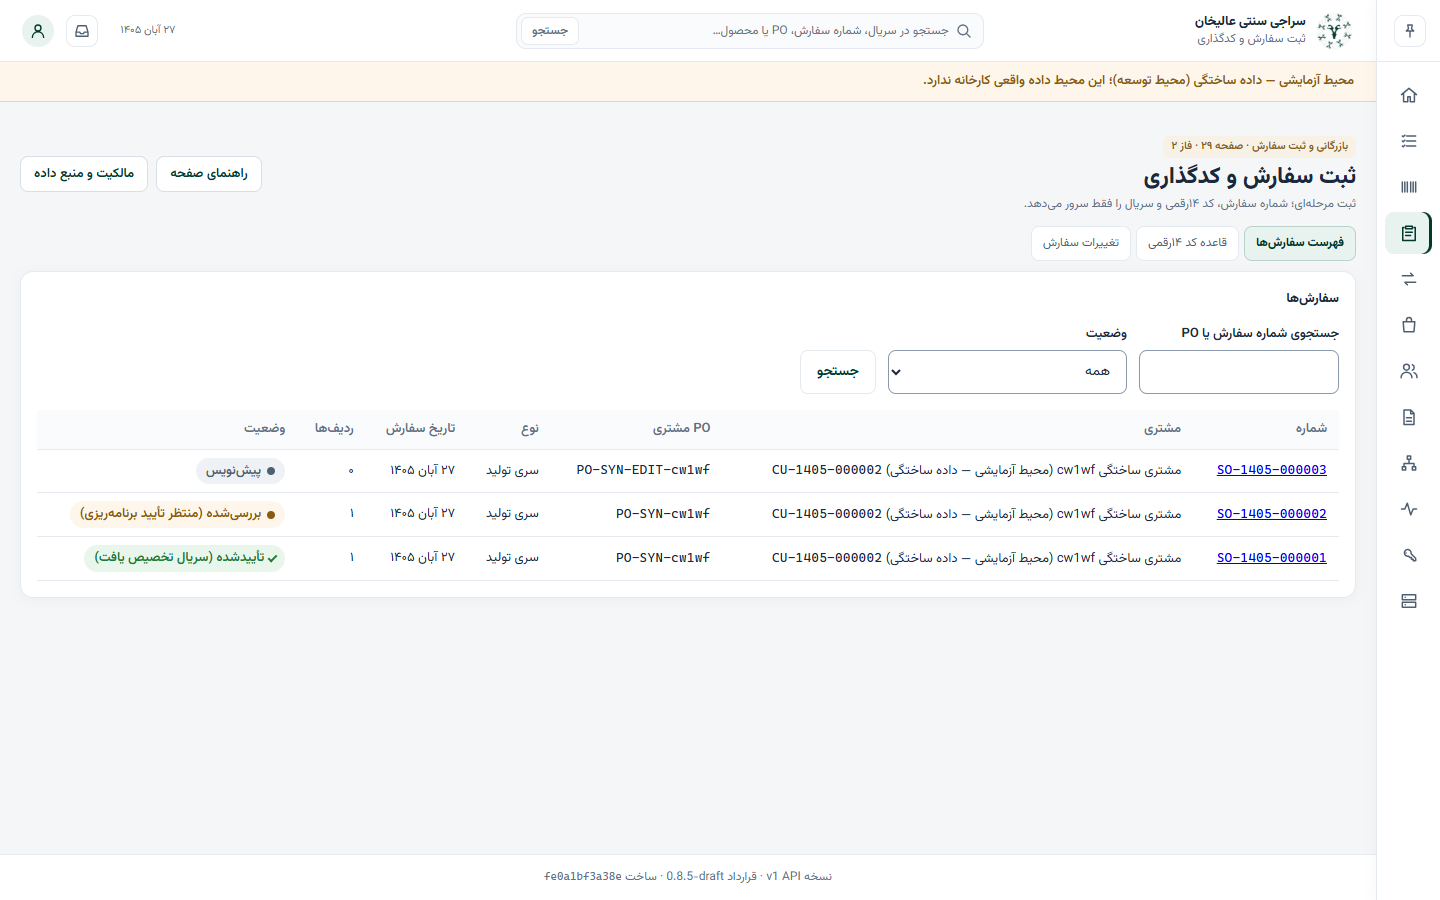 سراجی سنتی عالیخان
ثبت سفارش و کدگذاری
جستجو در سریال، شماره سفارش، PO یا محصول...
جستجو
۲۷ آبان ۱۴۰۵
محیط آزمایشی — داده ساختگی (محیط توسعه)؛ این محیط داده واقعی کارخانه ندارد.
بازرگانی و ثبت سفارش · صفحه ۲۹ · فاز ۲
ثبت سفارش و کدگذاری
ثبت مرحله‌ای؛ شماره سفارش، کد ۱۴رقمی و سریال را فقط سرور می‌دهد.
راهنمای صفحه
مالکیت و منبع داده
فهرست سفارش‌ها
قاعده کد ۱۴رقمی
تغییرات سفارش
سفارش‌ها
جستجوی شماره سفارش یا PO
وضعیت
همه
جستجو
شماره مشتری PO مشتری نوع تاریخ سفارش ردیف‌ها وضعیت
SO-1405-000003 مشتری ساختگی cw1wf (محیط آزمایشی — داده ساختگی) CU-1405-000002 PO-SYN-EDIT-cw1wf سری تولید ۲۷ آبان ۱۴۰۵ ۰ پیش‌نویس
SO-1405-000002 مشتری ساختگی cw1wf (محیط آزمایشی — داده ساختگی) CU-1405-000002 PO-SYN-cw1wf سری تولید ۲۷ آبان ۱۴۰۵ ۱ بررسی‌شده (منتظر تأیید برنامه‌ریزی)
SO-1405-000001 مشتری ساختگی cw1wf (محیط آزمایشی — داده ساختگی) CU-1405-000002 PO-SYN-cw1wf سری تولید ۲۷ آبان ۱۴۰۵ ۱ تأییدشده (سریال تخصیص یافت)
نسخه v1 API · قرارداد 0.8.5-draft · ساخت fe0a1bf3a38e